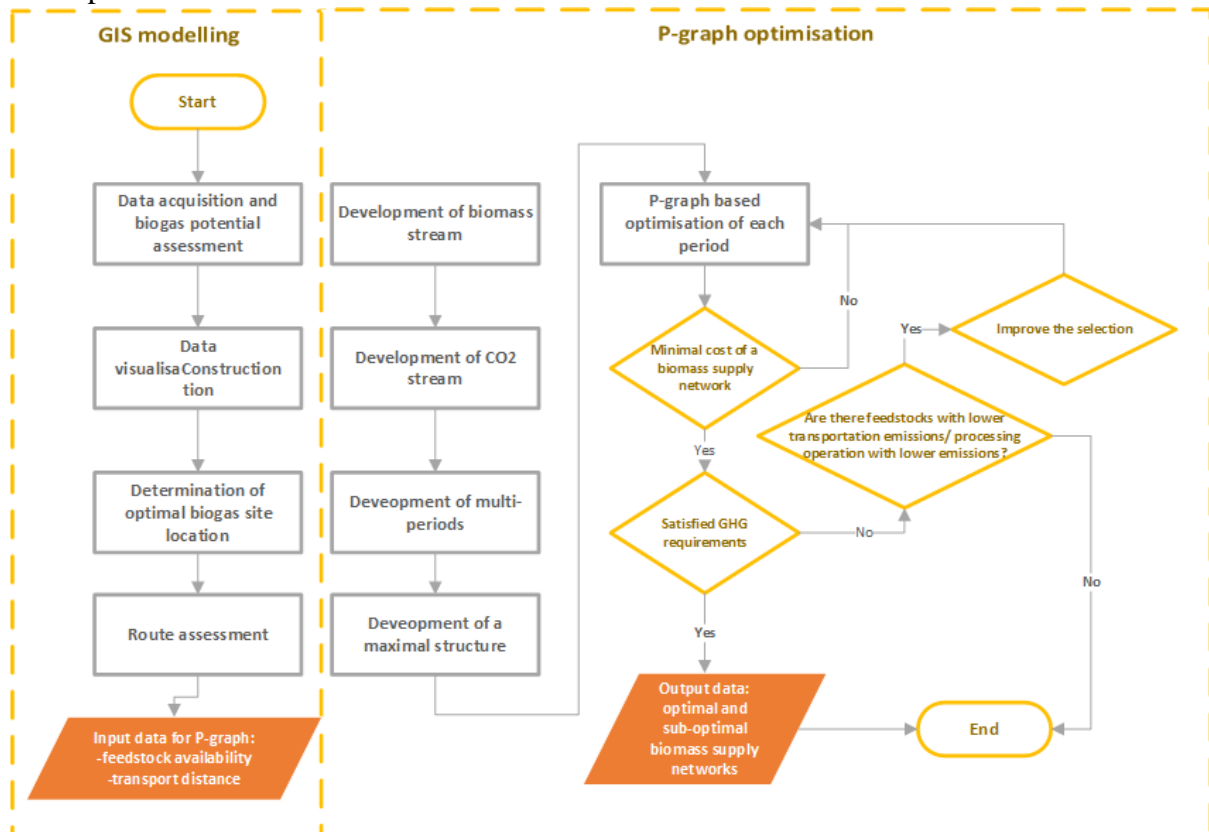 GIS modelling
Start
Data acquisition and
biogas potential
assessment
Data
visualisaConstruction
tion
Determination of
optimal biogas site
location
Route assessment
Input data for P-graph:
-feedstock availability
-transport distance
P-graph optimisation
Development of biomass
stream
Development of CO2
stream
Deveopment of multi-
periods
Deveopment of a
maximal structure
P-graph based
optimisation of each
period
No
Minimal cost of a
biomass supply
network
Yes
Improve the selection
Yes
Are there feedstocks with lower
transportation emissions/ processing
operation with lower emissions?
Satisfied GHG
requirements
No
No
Yes
Output data:
optimal and
sub-optimal
biomass supply
networks
End